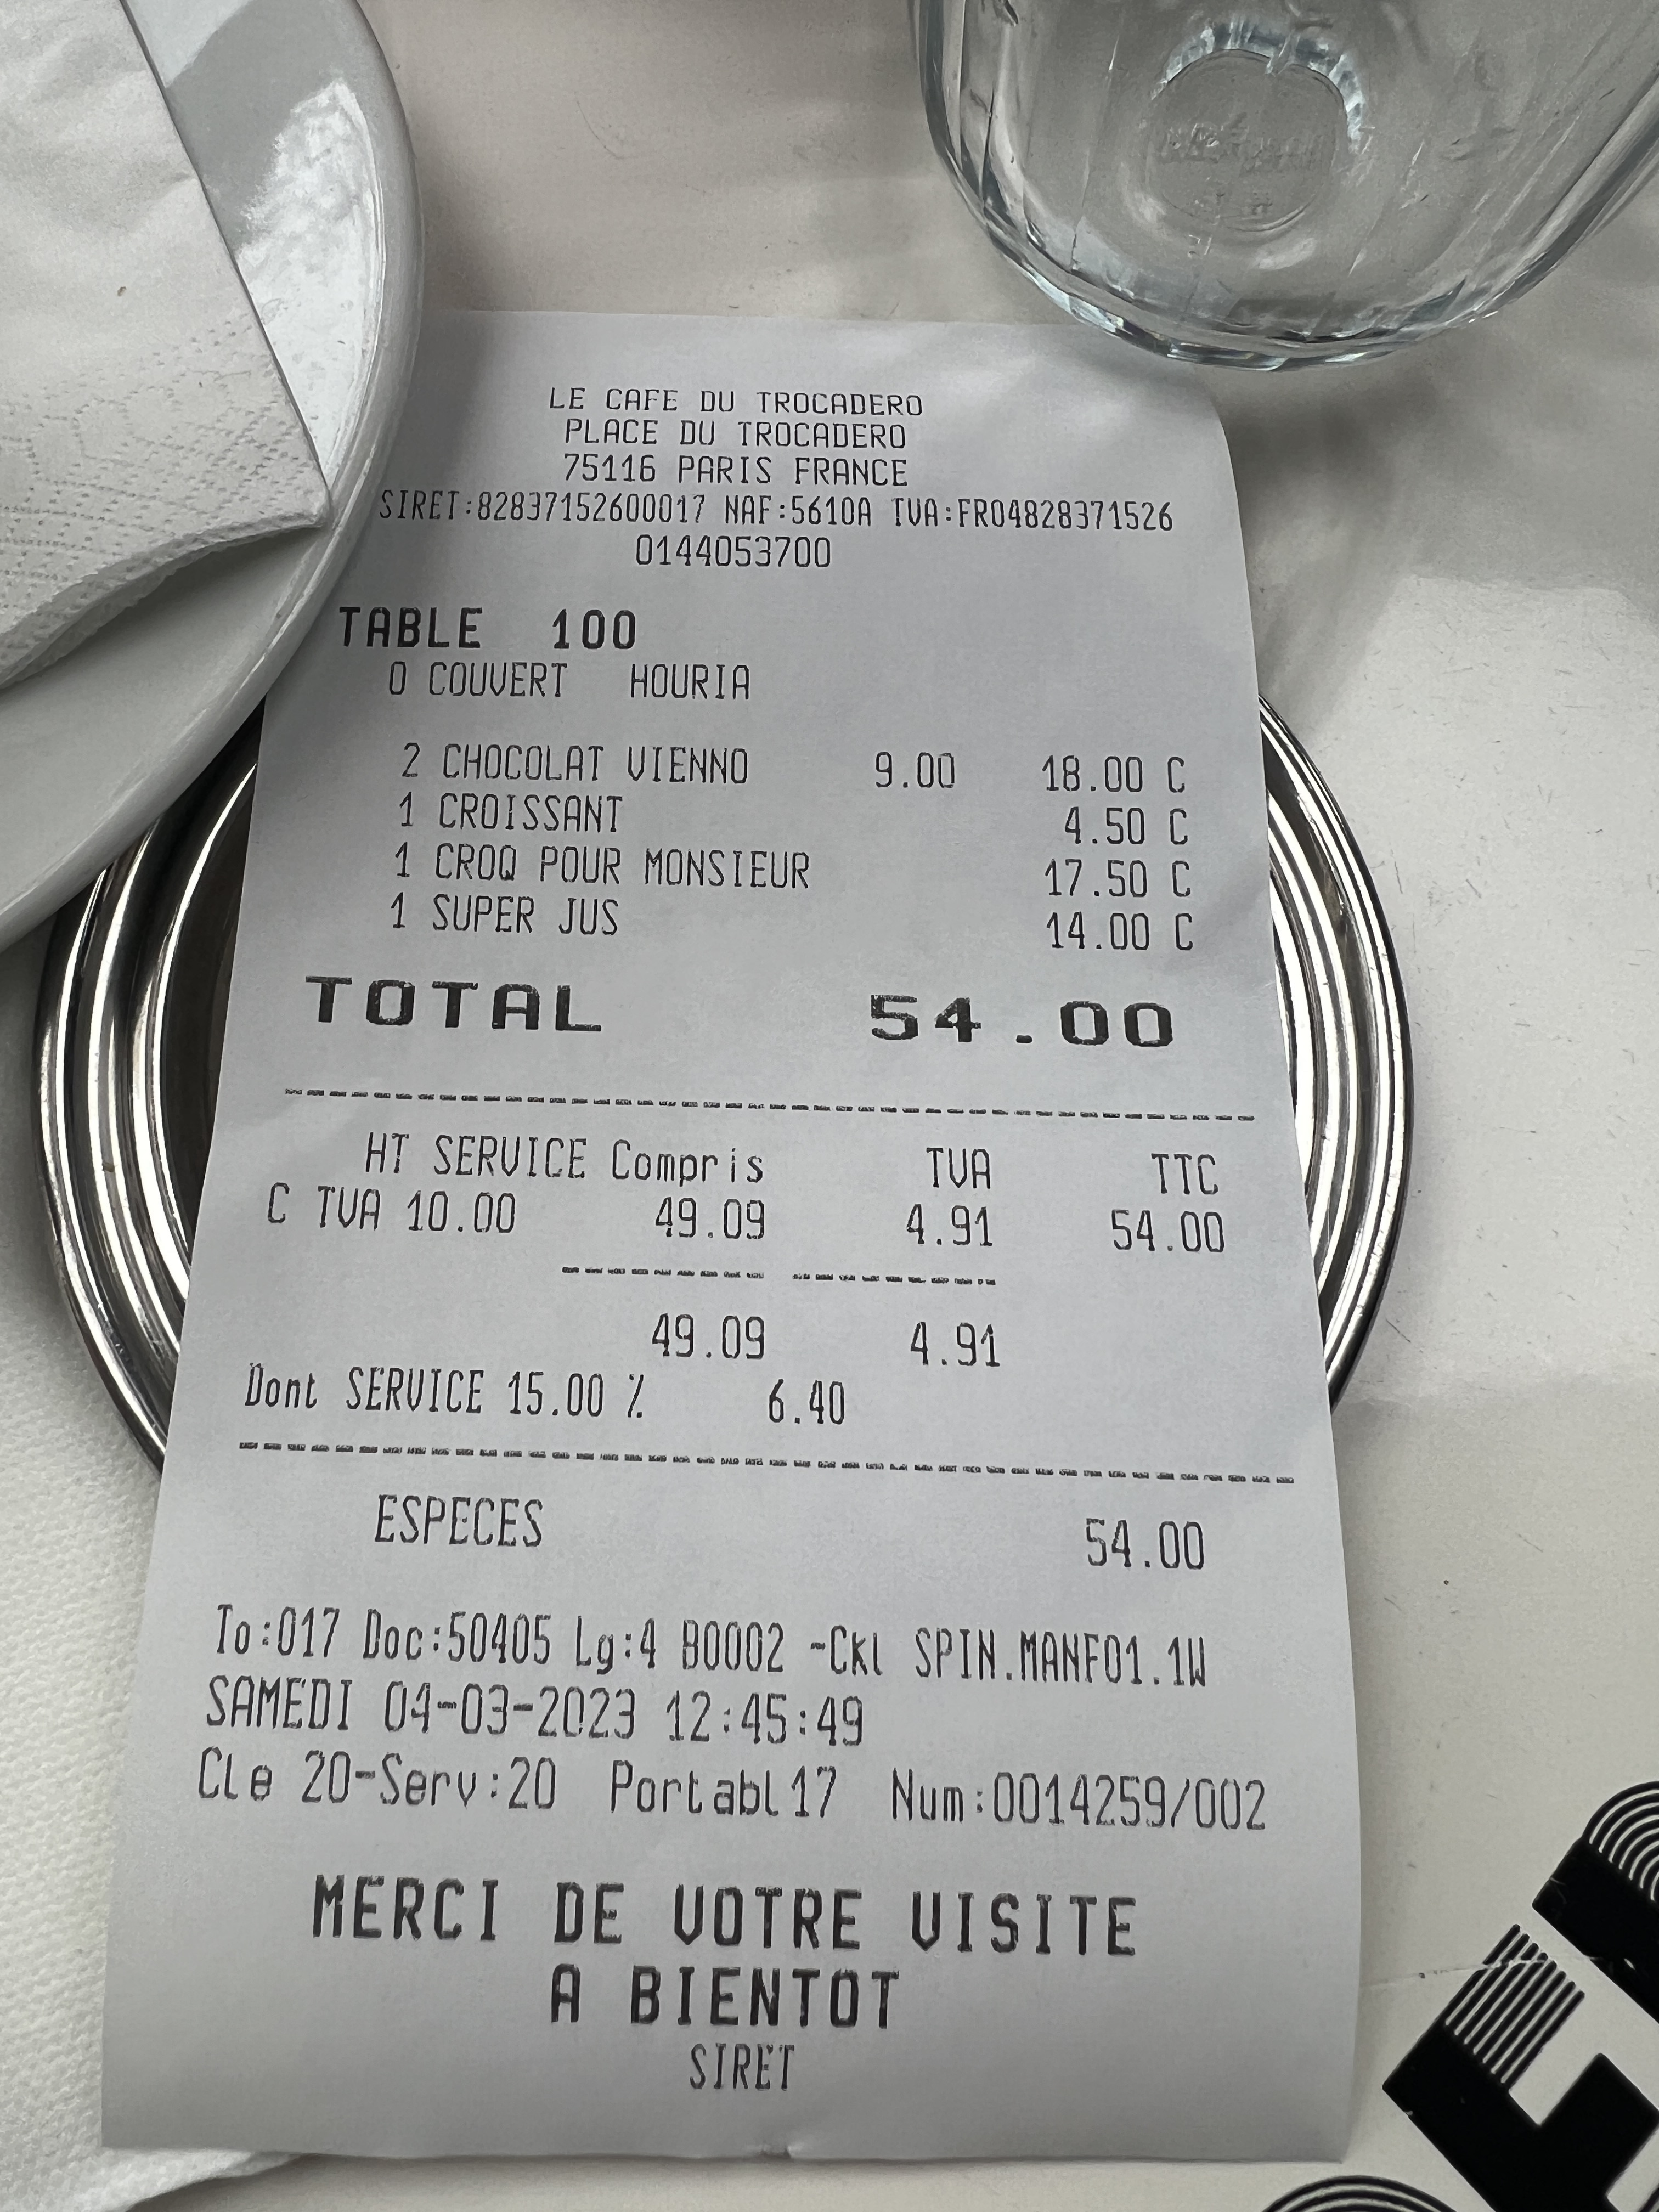 LE CAFE DU TROCADERO
PLACE DU TROCADERO
75116 PARIS FRANCE
SIRET:82837152600017 NAF:5610A TVA:FR04828371526
0144053700
TABLE 100
0 COUVERT HOURIA
2 CHOCOLAT VIENNO 9.00 18.00 C
1 CROISSANT 4.50 C
1 CROQ POUR MONSIEUR 17.50 C
1 SUPER JUS 14.00 C
TOTAL 54.00
HT SERVICE Compris TVA TTC
C TVA 10.00 49.09 4.91 54.00
49.09 4.91
Dont SERVICE 15.00 % 6.40
ESPECES 54.00
To:017 Doc:50405 Lg:4 B0002 -Ckl SPIN.MANF01.1W
SAMEDI 04-03-2023 12:45:49
Cle 20-Serv:20 Portabl17 Num:0014259/002
MERCI DE VOTRE VISITE
A BIENTOT
SIRET